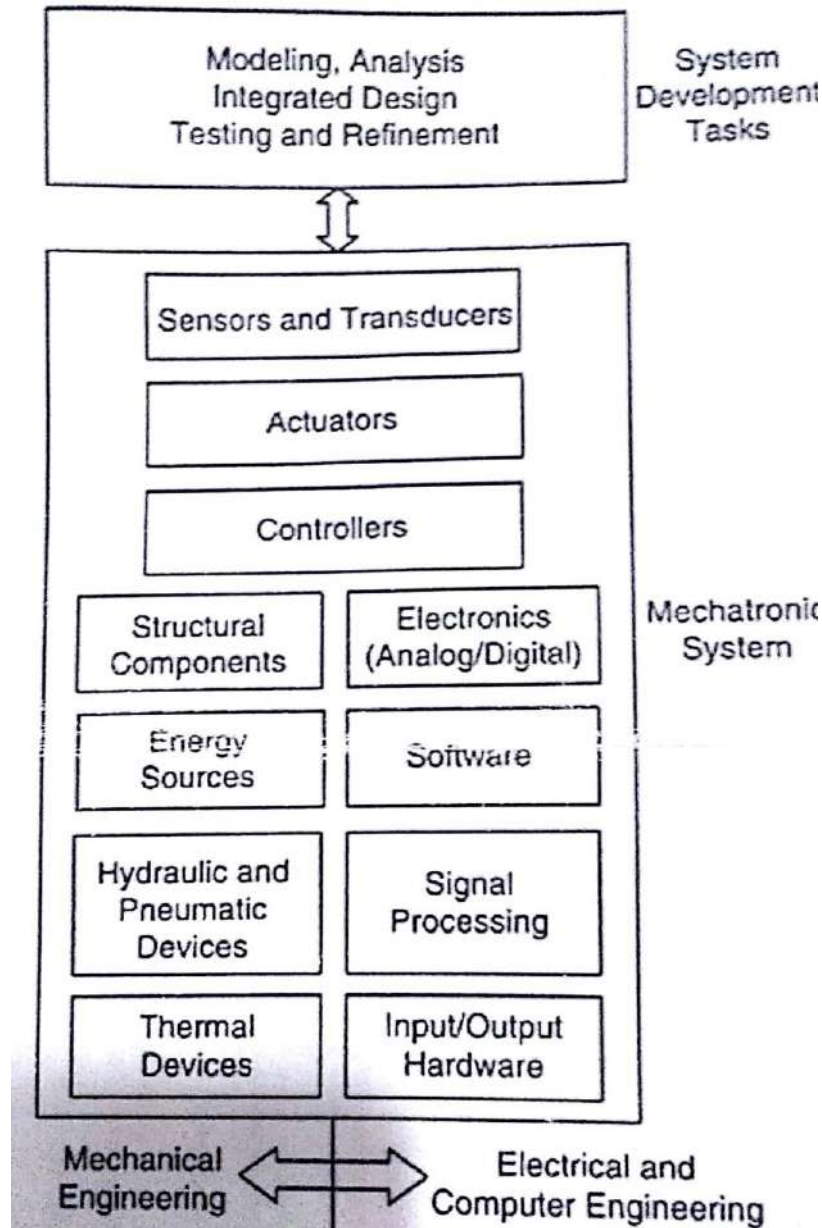 Modeling, Analysis
Integrated Design
Testing and Refinement
System
Development
Tasks
Sensors and Transducers
Actuators
Controllers
Structural
Components
Electronics
(Analog/Digital)
Mechatronic
System
Energy
Sources
Software
Hydraulic and
Pneumatic
Devices
Signal
Processing
Thermal
Devices
Input/Output
Hardware
Mechanical
Engineering
Electrical and
Computer Engineering